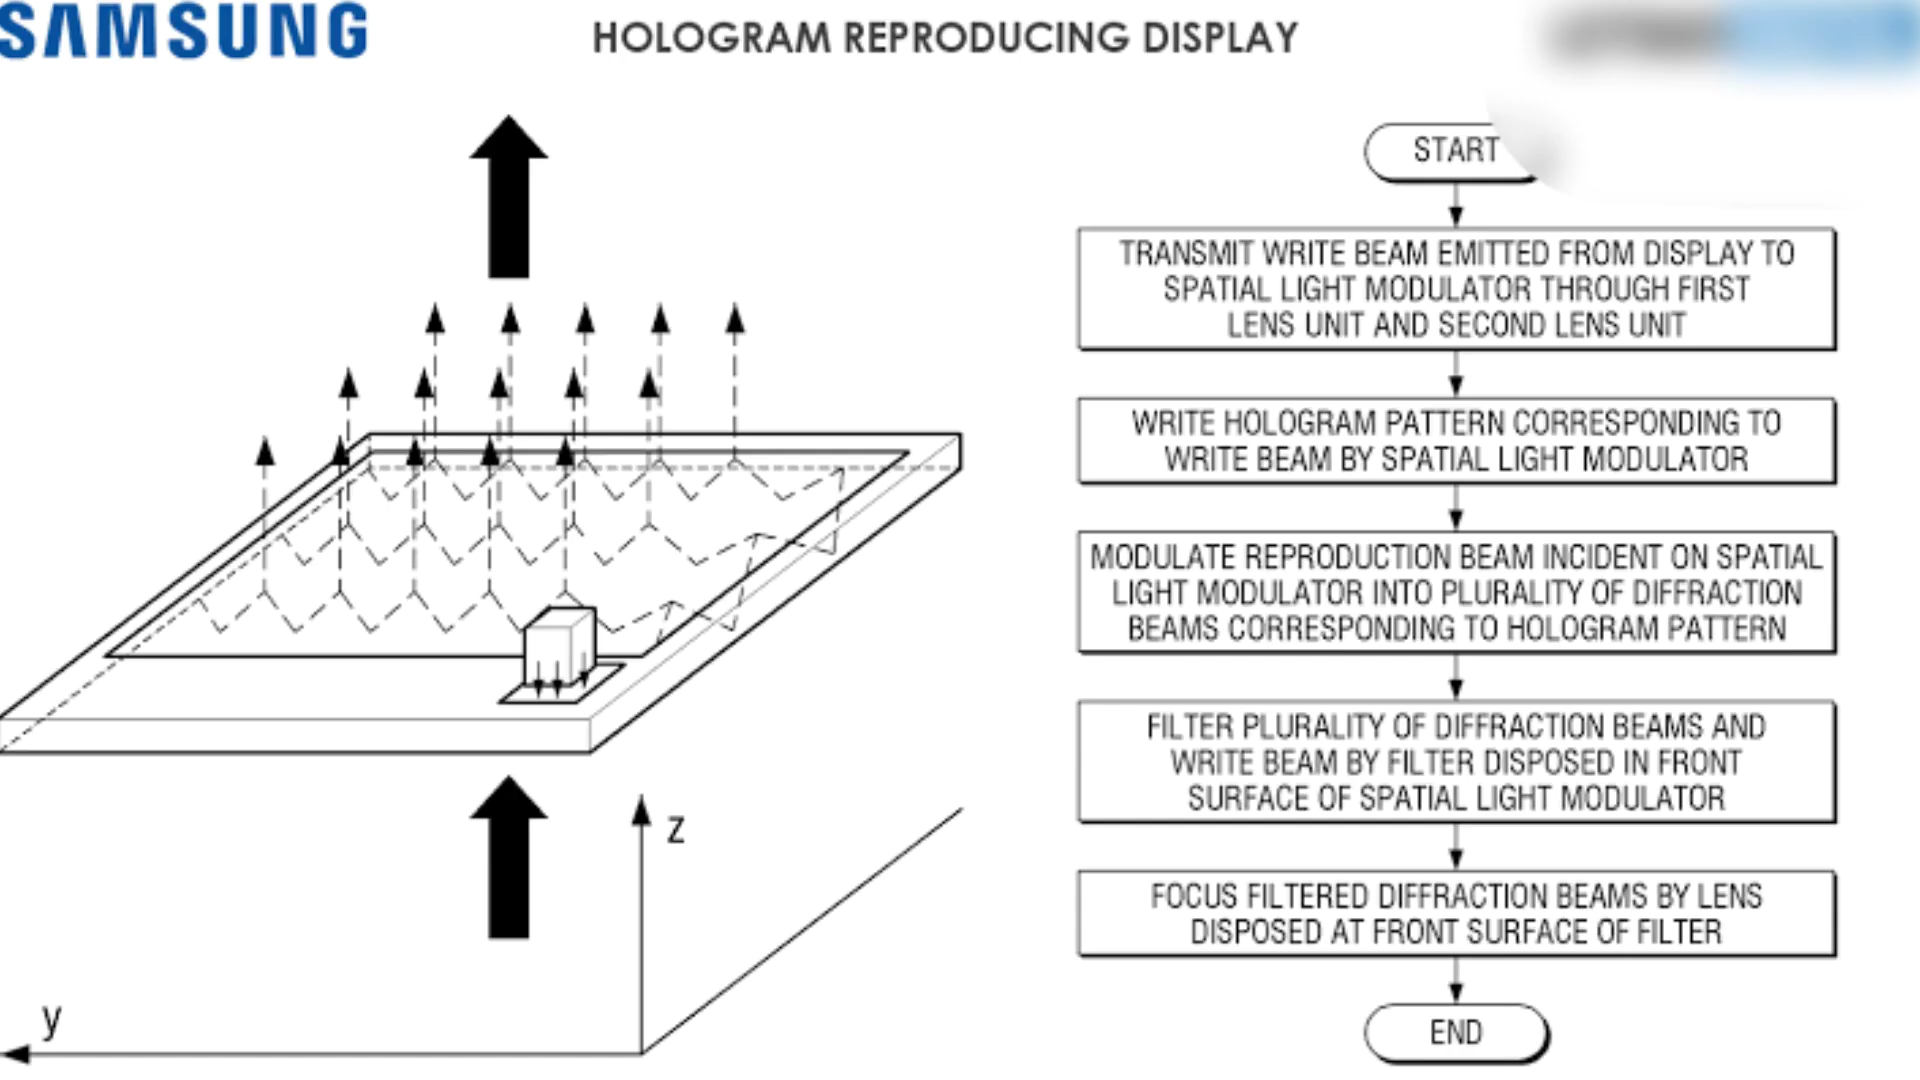 SAMSUNG
HOLOGRAM REPRODUCING DISPLAY
z
y
START
TRANSMIT WRITE BEAM EMITTED FROM DISPLAY TO
SPATIAL LIGHT MODULATOR THROUGH FIRST
LENS UNIT AND SECOND LENS UNIT
WRITE HOLOGRAM PATTERN CORRESPONDING TO
WRITE BEAM BY SPATIAL LIGHT MODULATOR
MODULATE REPRODUCTION BEAM INCIDENT ON SPATIAL
LIGHT MODULATOR INTO PLURALITY OF DIFFRACTION
BEAMS CORRESPONDING TO HOLOGRAM PATTERN
FILTER PLURALITY OF DIFFRACTION BEAMS AND
WRITE BEAM BY FILTER DISPOSED IN FRONT
SURFACE OF SPATIAL LIGHT MODULATOR
FOCUS FILTERED DIFFRACTION BEAMS BY LENS
DISPOSED AT FRONT SURFACE OF FILTER
END